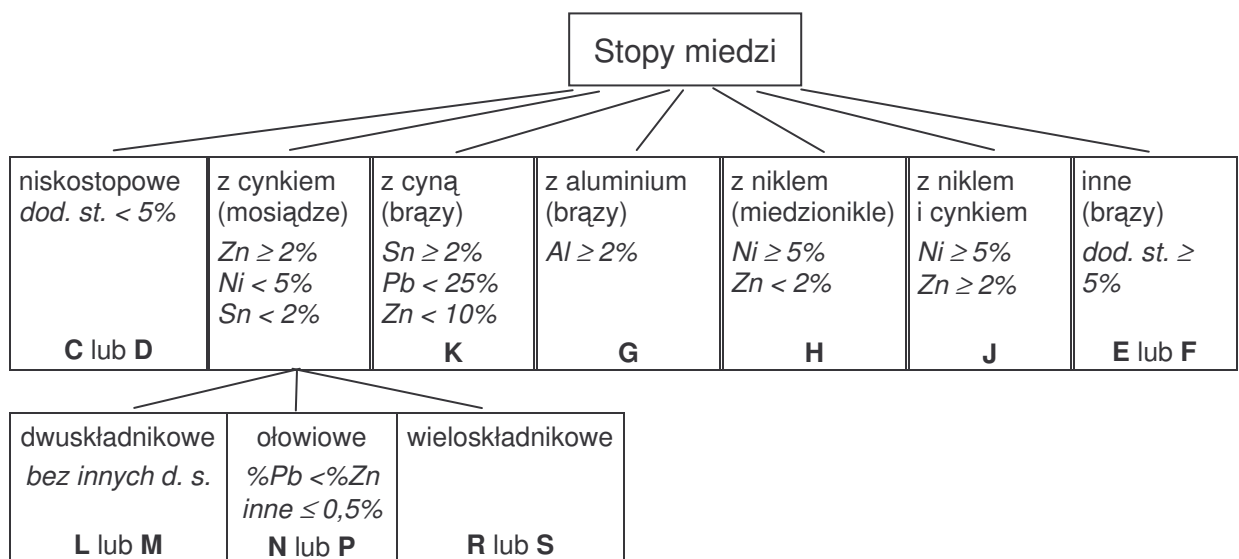 Stopy miedzi
niskostopowe
dod. st. < 5%
C lub D
z cynkiem
(mosiądze)
Zn ≥ 2%
Ni < 5%
Sn < 2%
z cyną
(brązy)
Sn ≥ 2%
Pb < 25%
Zn < 10%
K
z aluminium
(brązy)
Al ≥ 2%
G
z niklem
(miedzionikle)
Ni ≥ 5%
Zn < 2%
H
z niklem
i cynkiem
Ni ≥ 5%
Zn ≥ 2%
J
inne
(brązy)
dod. st. ≥
5%
E lub F
dwuskładnikowe
bez innych d. s.
L lub M
ołowiowe
%Pb <%Zn
inne ≤ 0,5%
N lub P
wieloskładnikowe
R lub S